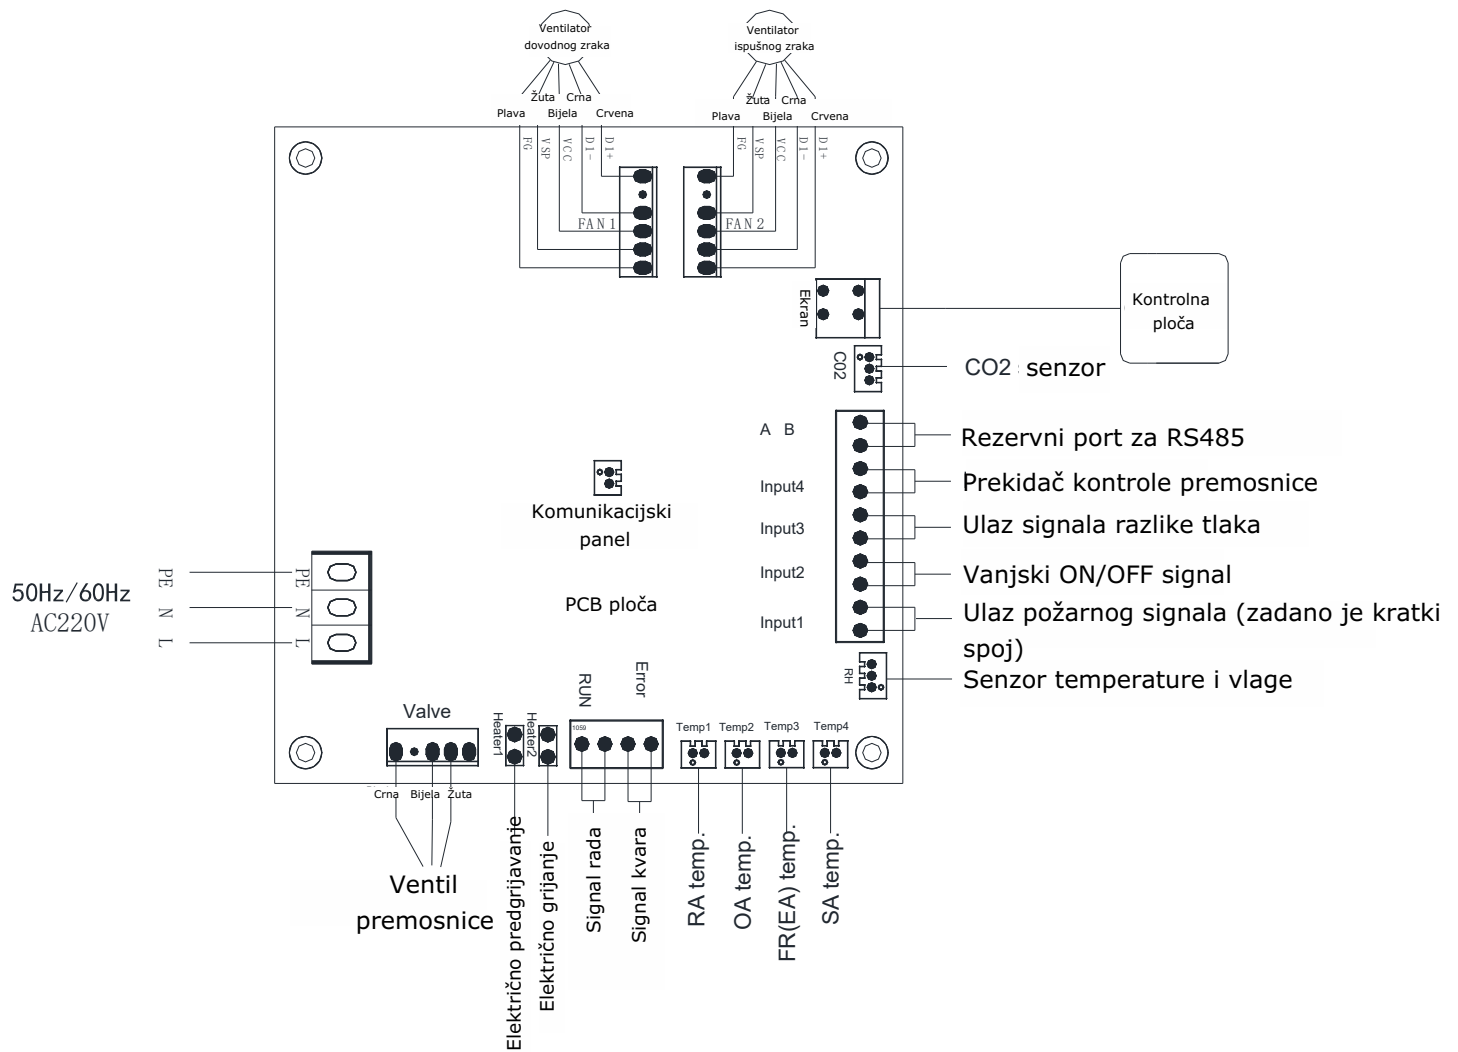 Ventilator
dovodnog zraka
Ventilator
ispušnog zraka
Žuta Crna
Plava Bijela Crvena
Žuta Crna
Plava Bijela Crvena
FG VSP VCC D1- D1+
FG VSP VCC D1- D1+
FAN1
FAN2
Ekran
Kontrolna
ploča
CO2
CO2 senzor
A B
Rezervni port za RS485
Input4
Prekidač kontrole premosnice
Input3
Ulaz signala razlike tlaka
Input2
Vanjski ON/OFF signal
Input1
Ulaz požarnog signala (zadano je kratki
spoj)
RH
Senzor temperature i vlage
Komunikacijski
panel
PCB ploča
50Hz/60Hz
AC220V
PE
N
L
PE
N
L
Valve
Crna Bijela Žuta
Ventil
premosnice
Heater1
Heater2
RUN
Error
1059
Temp1 Temp2 Temp3 Temp4
Električno predgrijavanje
Električno grijanje
Signal rada
Signal kvara
RA temp.
OA temp.
FR(EA) temp.
SA temp.